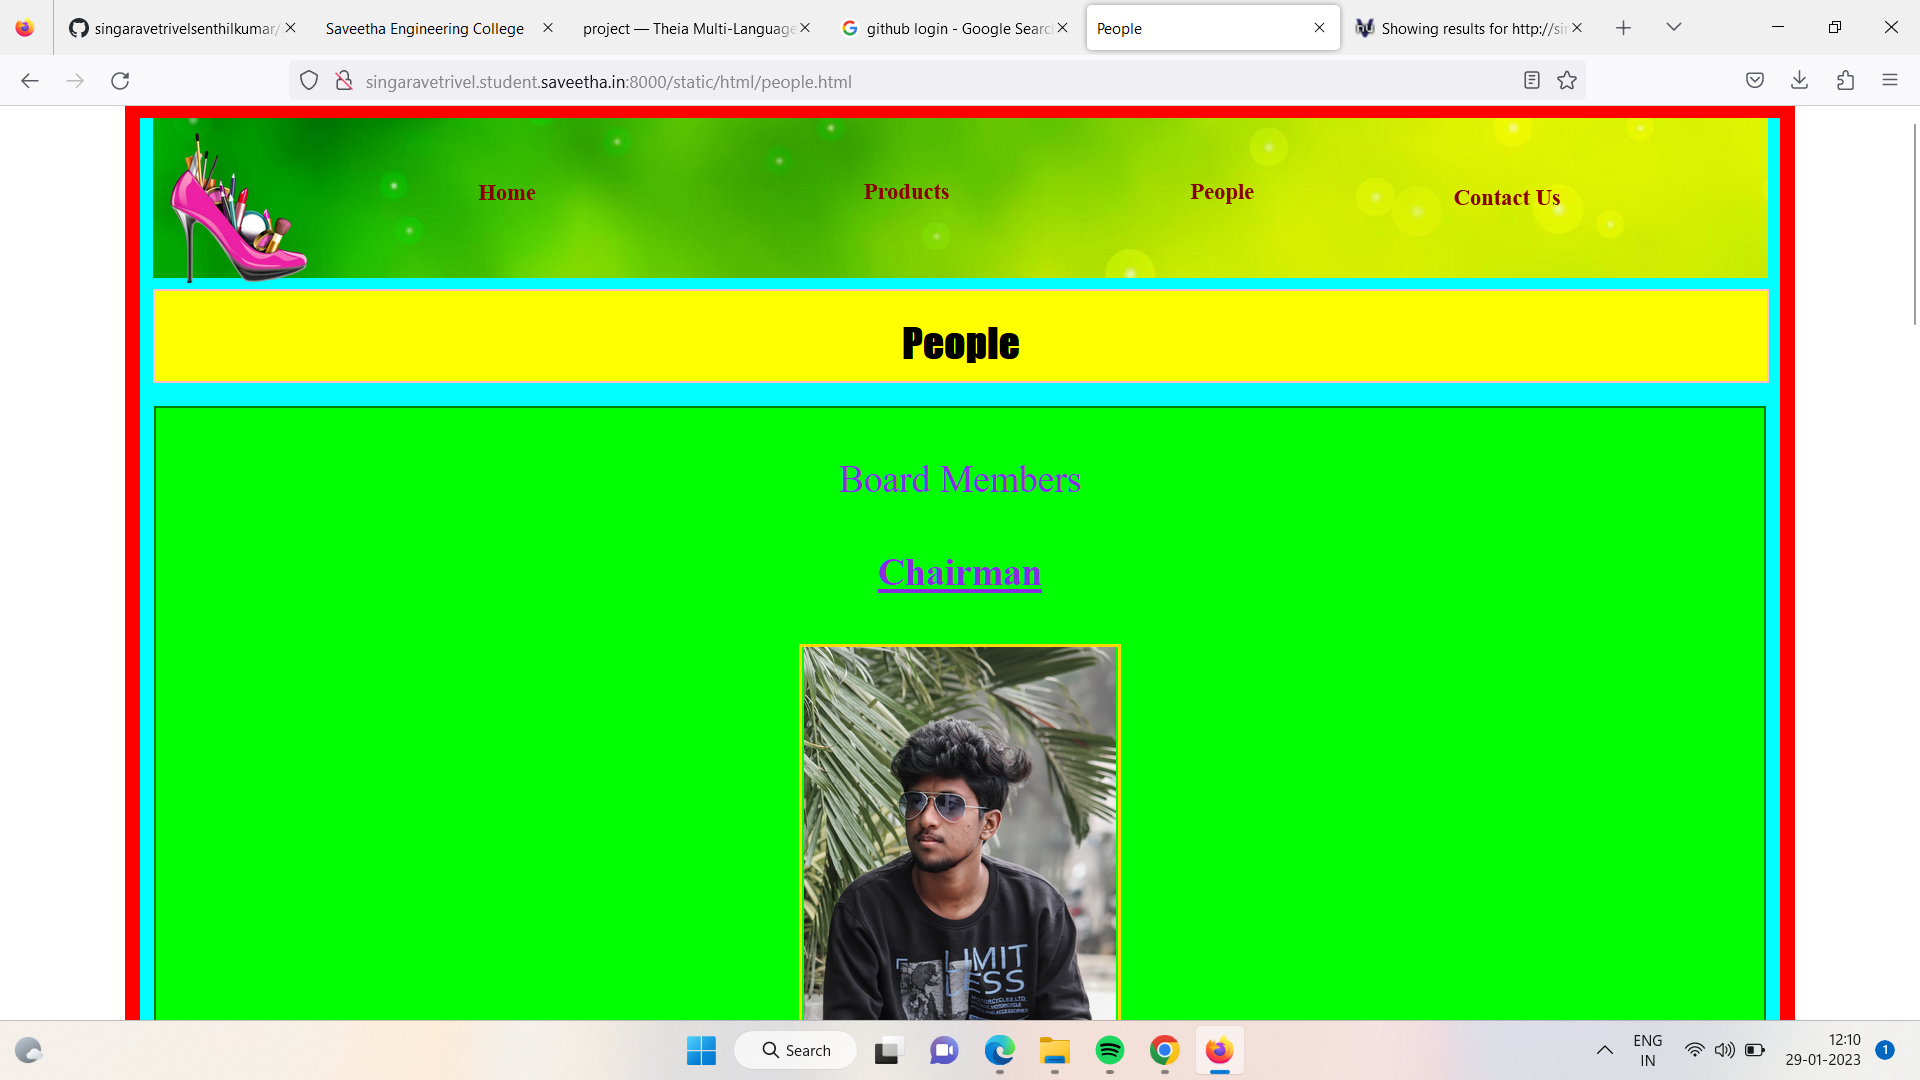 singaravetrivelsenthilkumar/
Saveetha Engineering College
project — Theia Multi-Language
github login - Google Search
People
Showing results for http://si
singaravetrivel.student.saveetha.in:8000/static/html/people.html
Home
Products
People
Contact Us
People
Board Members
Chairman
LIMIT
LESS
Search
ENG
IN
12:10
29-01-2023
1